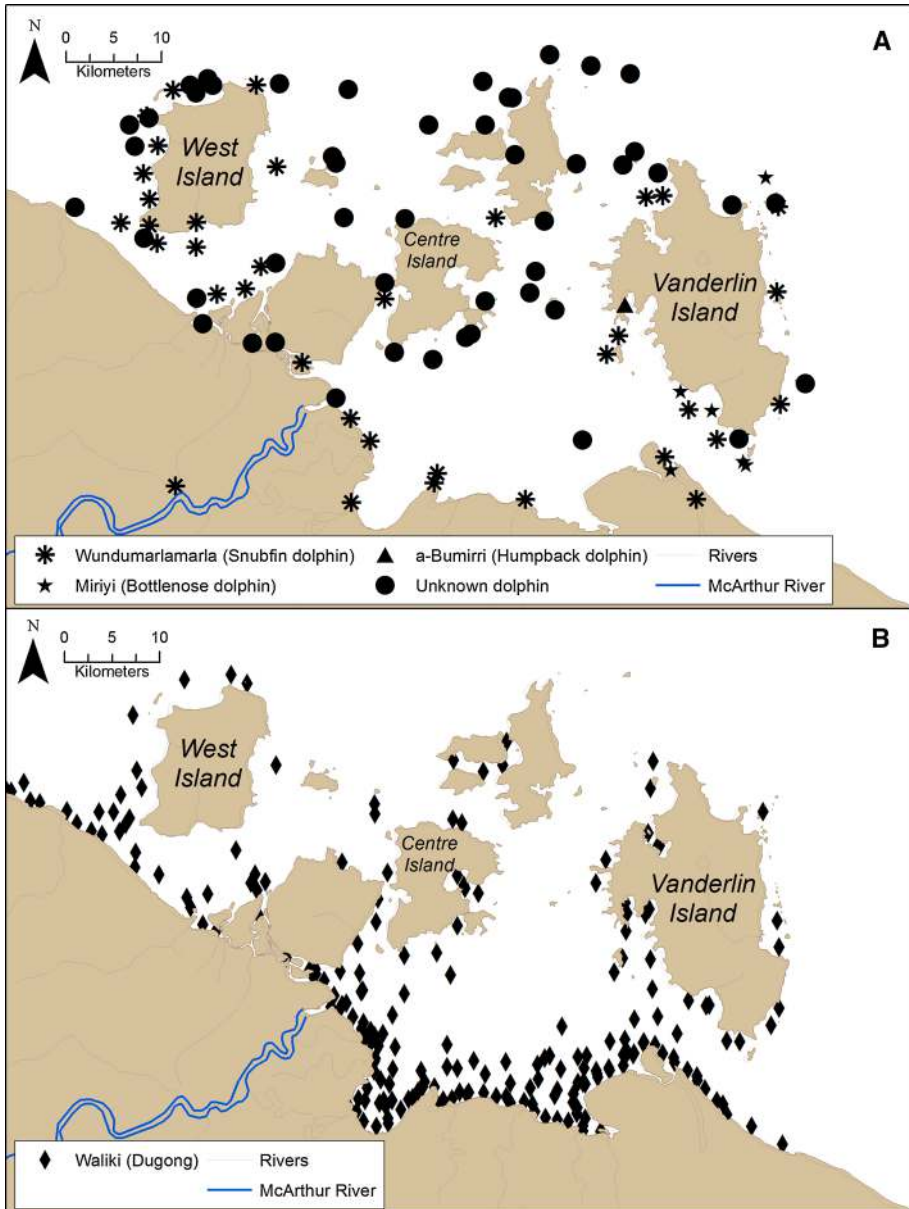 N
0 5 10
Kilometers
A
West
Island
Centre
Island
Vanderlin
Island
Wundumarlamarla (Snubfin dolphin)
a-Bumirri (Humpback dolphin)
Rivers
Miriyi (Bottlenose dolphin)
Unknown dolphin
McArthur River
N
0 5 10
Kilometers
B
West
Island
Centre
Island
Vanderlin
Island
Waliki (Dugong)
Rivers
McArthur River